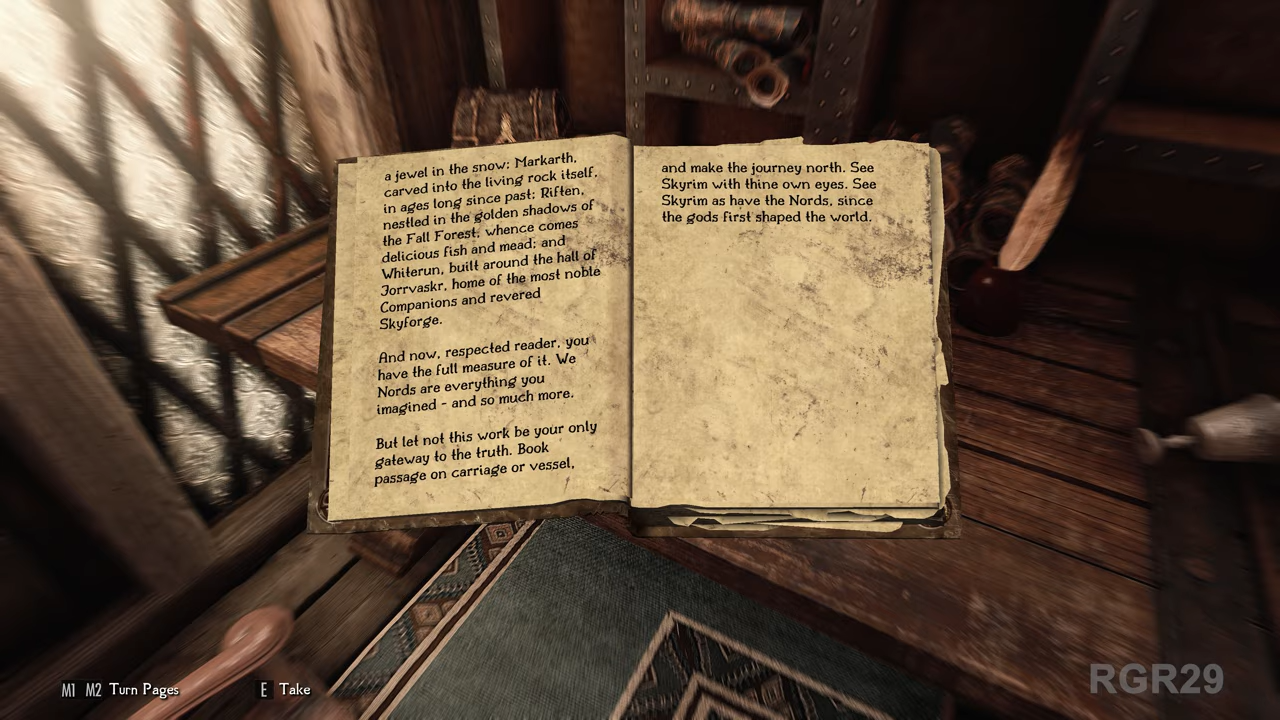 a jewel in the snow; Markarth,
carved into the living rock itself,
in ages long since past; Riften,
nestled in the golden shadows of
the Fall Forest, whence comes
delicious fish and mead; and
Whiterun, built around the hall of
Jorrvaskr, home of the most noble
Companions and revered
Skyforge.
And now, respected reader, you
have the full measure of it. We
Nords are everything you
imagined - and so much more.
But let not this work be your only
gateway to the truth. Book
passage on carriage or vessel,
and make the journey north. See
Skyrim with thine own eyes. See
Skyrim as have the Nords, since
the gods first shaped the world.
M1 M2 Turn Pages
E Take
RGR29